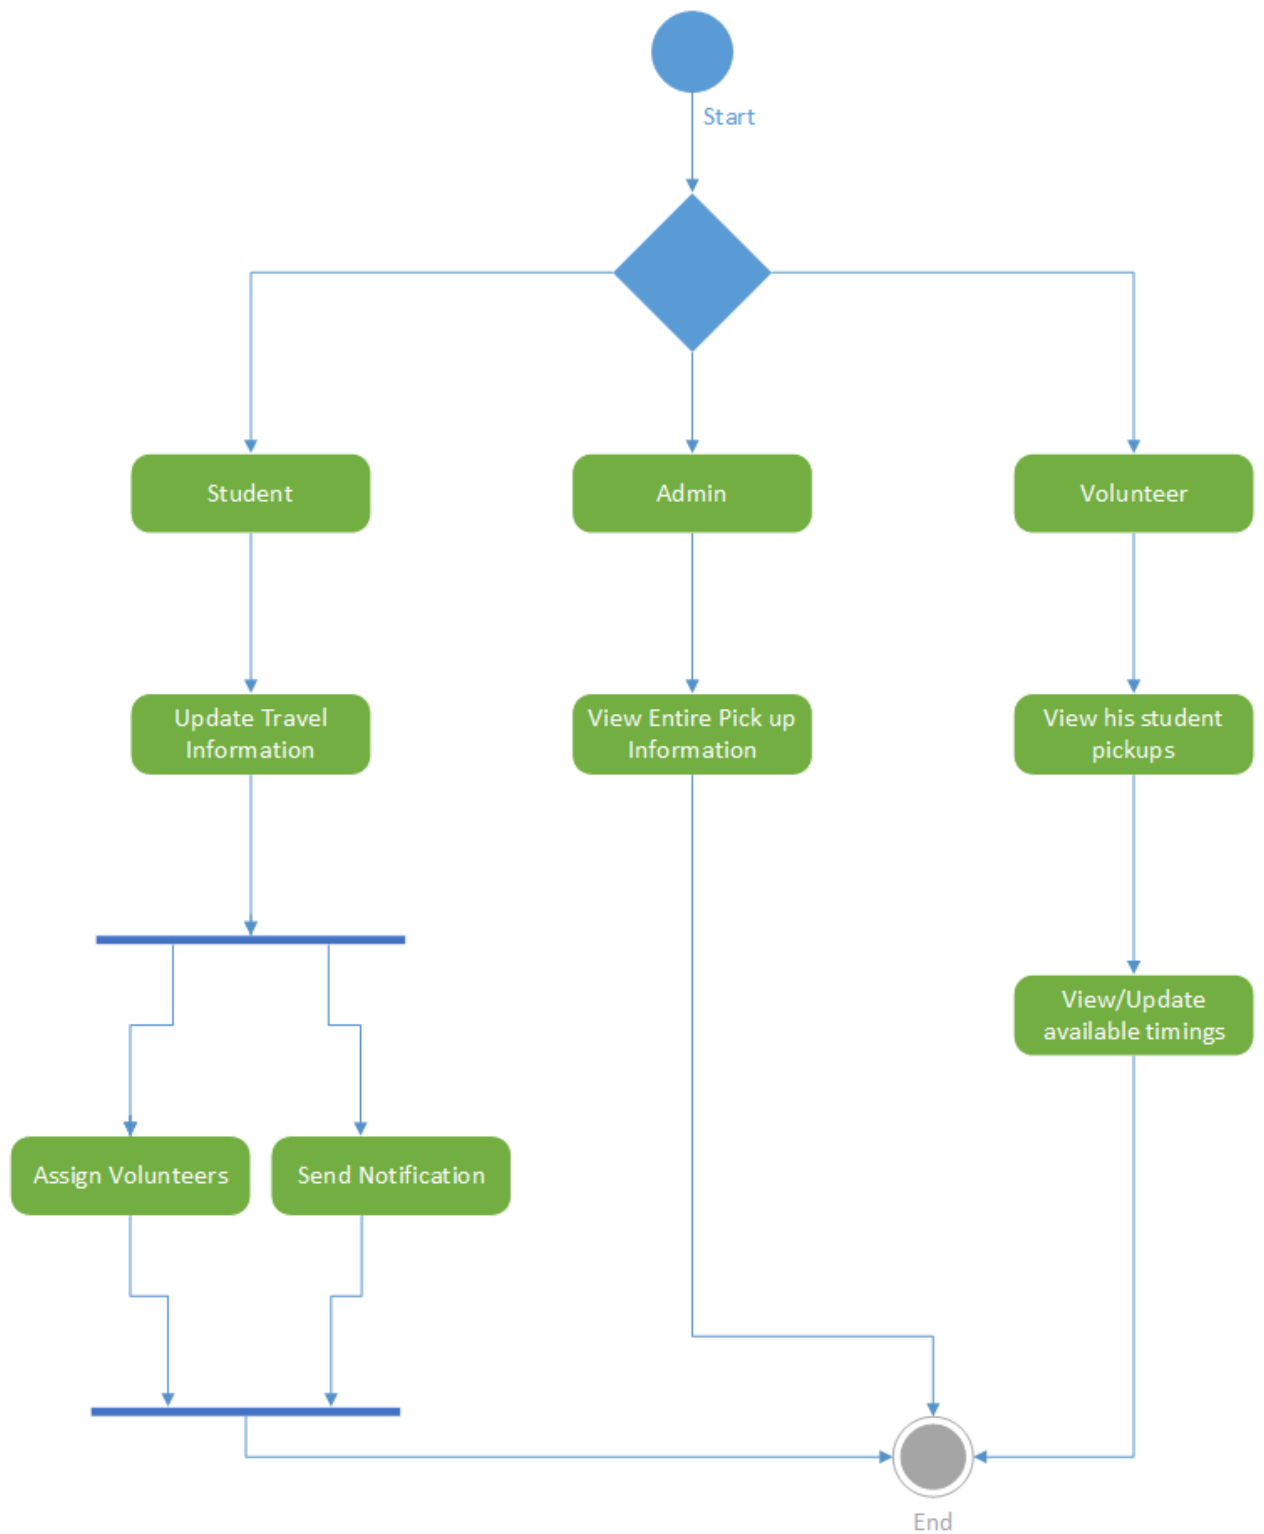 Start
Student
Admin
Volunteer
Update Travel
Information
View Entire Pick up
Information
View his student
pickups
View/Update
available timings
Assign Volunteers
Send Notification
End